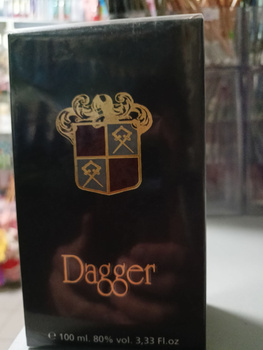 Dagger
℮ 100 ml. 80% vol. 3,33 Fl.oz